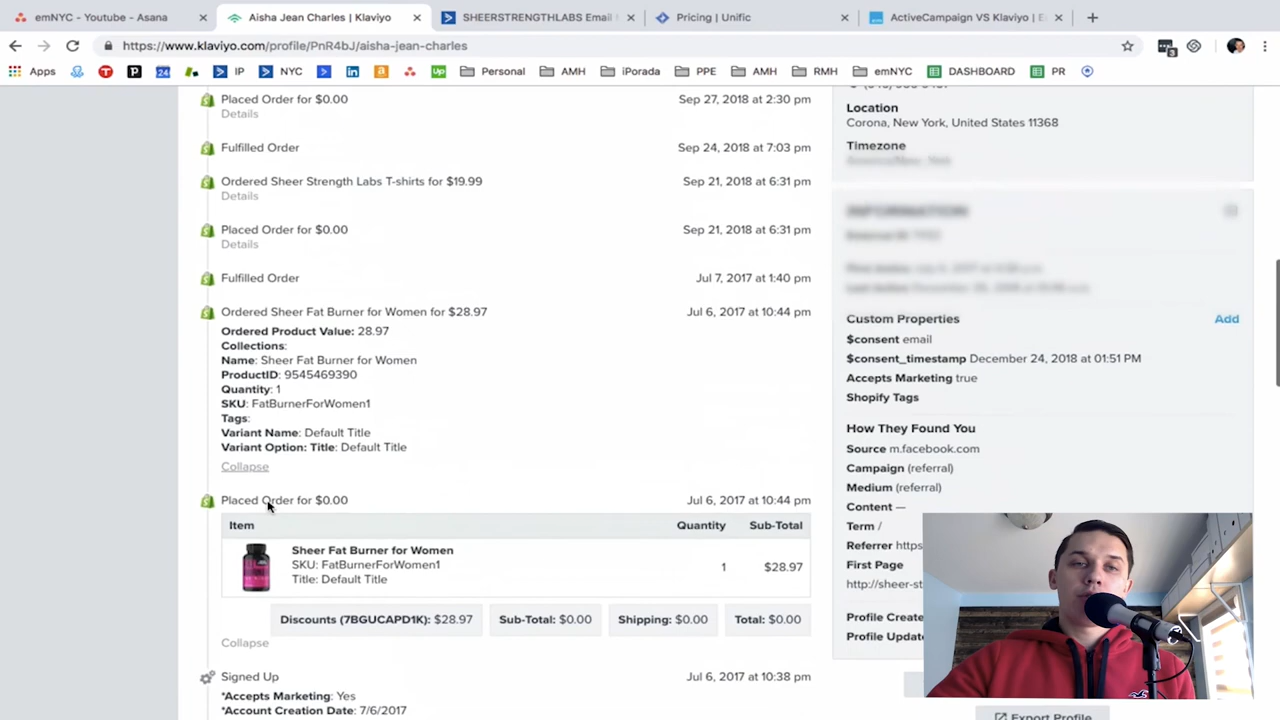 emNYC - Youtube - Asana
Aisha Jean Charles | Klaviyo
SHEERSTRENGTHLABS Email
Pricing | Unific
ActiveCampaign VS Klaviyo | E
https://www.klaviyo.com/profile/PnR4bJ/aisha-jean-charles
Apps
24
IP
NYC
Up
Personal
AMH
iPorada
PPE
AMH
RMH
emNYC
DASHBOARD
PR
Placed Order for $0.00 Sep 27, 2018 at 2:30 pm
Details
Fulfilled Order Sep 24, 2018 at 7:03 pm
Ordered Sheer Strength Labs T-shirts for $19.99 Sep 21, 2018 at 6:31 pm
Details
Placed Order for $0.00 Sep 21, 2018 at 6:31 pm
Details
Fulfilled Order Jul 7, 2017 at 1:40 pm
Ordered Sheer Fat Burner for Women for $28.97 Jul 6, 2017 at 10:44 pm
Ordered Product Value: 28.97
Collections:
Name: Sheer Fat Burner for Women
ProductID: 9545469390
Quantity: 1
SKU: FatBurnerForWomen1
Tags:
Variant Name: Default Title
Variant Option: Title: Default Title
Collapse
Placed Order for $0.00 Jul 6, 2017 at 10:44 pm
Item Quantity Sub-Total
Sheer Fat Burner for Women
SKU: FatBurnerForWomen1 1 $28.97
Title: Default Title
Discounts (7BGUCAPD1K): $28.97 Sub-Total: $0.00 Shipping: $0.00 Total: $0.00
Collapse
Signed Up Jul 6, 2017 at 10:38 pm
*Accepts Marketing: Yes
*Account Creation Date: 7/6/2017
Location
Corona, New York, United States 11368
Timezone
INFORMATION
Custom Properties Add
$consent email
$consent_timestamp December 24, 2018 at 01:51 PM
Accepts Marketing true
Shopify Tags
How They Found You
Source m.facebook.com
Campaign (referral)
Medium (referral)
Content —
Term /
Referrer https
First Page
http://sheer-st
Profile Create
Profile Update
Export Profile